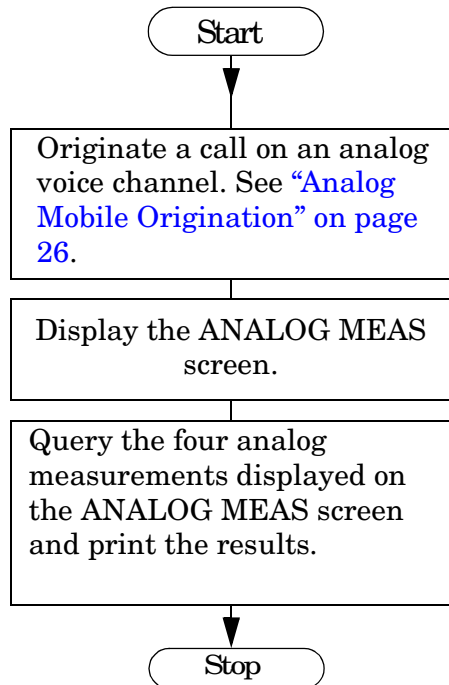 Start
Originate a call on an analog
voice channel. See “Analog
Mobile Origination” on page
26.
Display the ANALOG MEAS
screen.
Query the four analog
measurements displayed on
the ANALOG MEAS screen
and print the results.
Stop